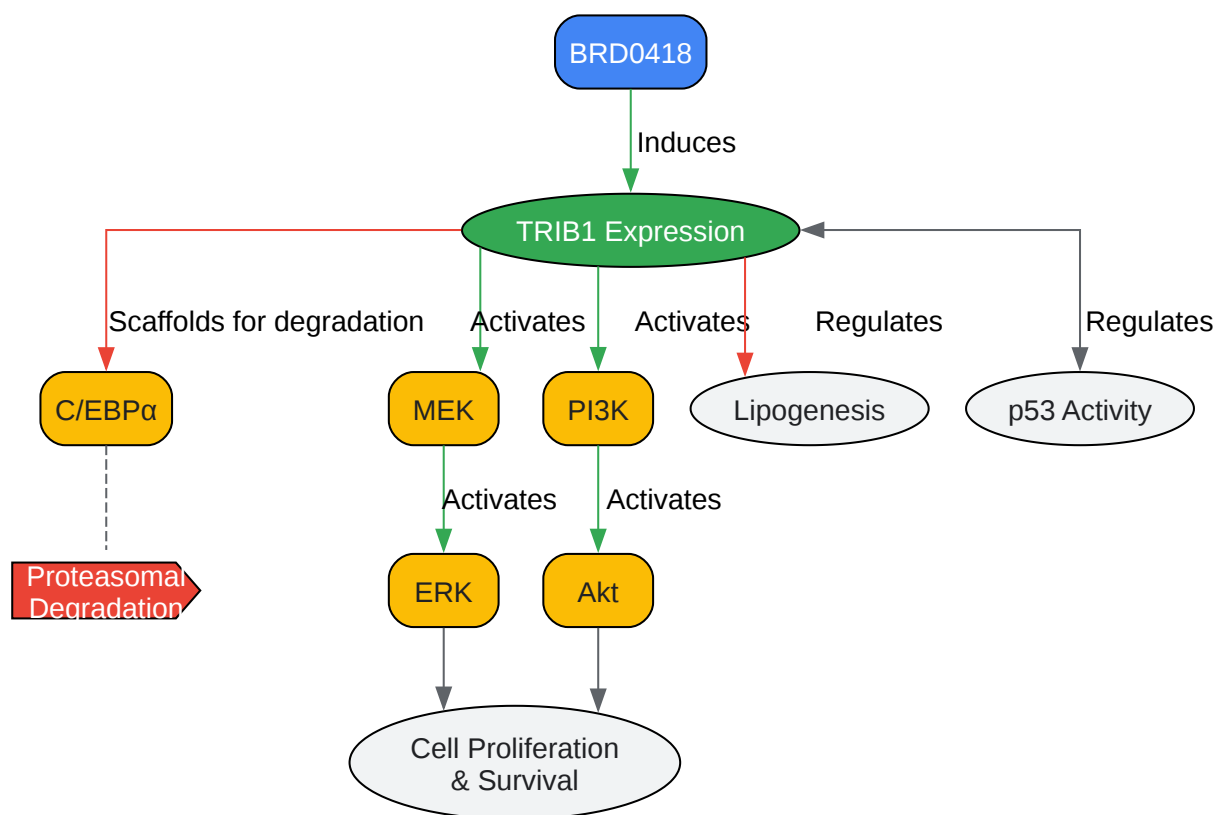 BRD0418
Induces
TRIB1 Expression
Scaffolds for degradation
Activates
Activates
Regulates
Regulates
C/EBPα
MEK
PI3K
Lipogenesis
p53 Activity
Activates
Activates
Proteasomal
Degradation
ERK
Akt
Cell Proliferation
& Survival